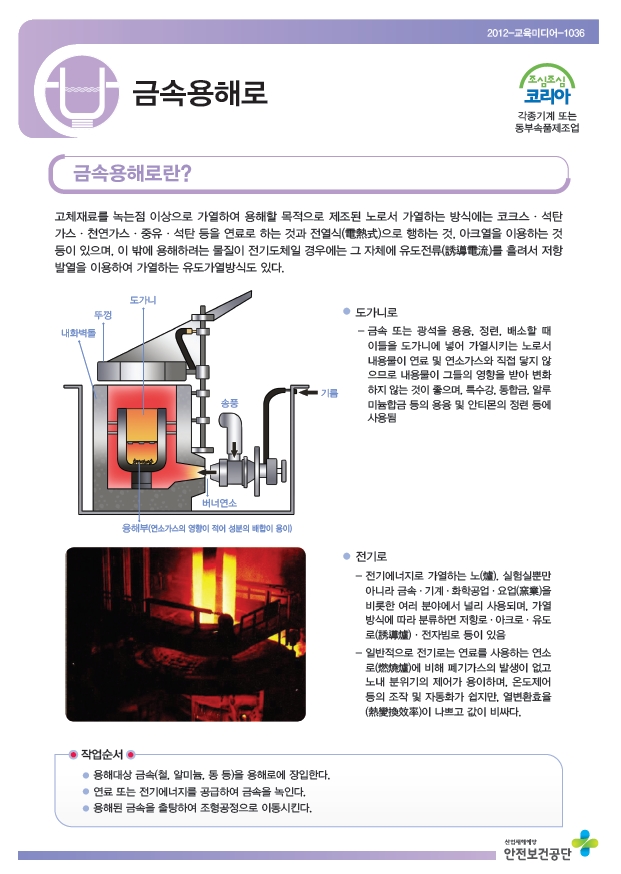 2012-교육미디어-1036
금속용해로
조심조심
코리아
각종기계 또는
동부속품제조업
금속용해로란?
고체재료를 녹는점 이상으로 가열하여 용해할 목적으로 제조된 노로서 가열하는 방식에는 코크스 · 석탄
가스 · 천연가스 · 중유 · 석탄 등을 연료로 하는 것과 전열식(電熱式)으로 행하는 것, 아크열을 이용하는 것
등이 있으며, 이 밖에 용해하려는 물질이 전기도체일 경우에는 그 자체에 유도전류(誘導電流)를 흘려서 저항
발열을 이용하여 가열하는 유도가열방식도 있다.
도가니
뚜껑
내화벽돌
송풍
기름
버너연소
용해부(연소가스의 영향이 적어 성분의 배합이 용이)
● 도가니로
– 금속 또는 광석을 용융, 정련, 배소할 때
이들을 도가니에 넣어 가열시키는 노로서
내용물이 연료 및 연소가스와 직접 닿지 않
으므로 내용물이 그들의 영향을 받아 변화
하지 않는 것이 좋으며, 특수강, 동합금, 알루
미늄합금 등의 용융 및 안티몬의 정련 등에
사용됨
● 전기로
– 전기에너지로 가열하는 노(爐). 실험실뿐만
아니라 금속 · 기계 · 화학공업 · 요업(窯業)을
비롯한 여러 분야에서 널리 사용되며, 가열
방식에 따라 분류하면 저항로 · 아크로 · 유도
로(誘導爐) · 전자빔로 등이 있음
– 일반적으로 전기로는 연료를 사용하는 연소
로(燃燒爐)에 비해 폐기가스의 발생이 없고
노내 분위기의 제어가 용이하며, 온도제어
등의 조작 및 자동화가 쉽지만, 열변환효율
(熱變換效率)이 나쁘고 값이 비싸다.
작업순서
● 용해대상 금속(철, 알미늄, 동 등)을 용해로에 장입한다.
● 연료 또는 전기에너지를 공급하여 금속을 녹인다.
● 용해된 금속을 출탕하여 조형공정으로 이동시킨다.
산업재해예방
안전보건공단